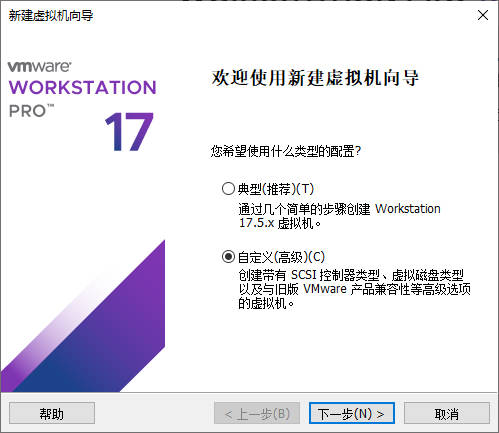 新建虚拟机向导
vmware
WORKSTATION
PRO™
17
欢迎使用新建虚拟机向导
您希望使用什么类型的配置?
典型(推荐)(T)
通过几个简单的步骤创建 Workstation
17.5.x 虚拟机。
自定义(高级)(C)
创建带有 SCSI 控制器类型、虚拟磁盘类型
以及与旧版 VMware 产品兼容性等高级选项
的虚拟机。
帮助
< 上一步(B)
下一步(N) >
取消